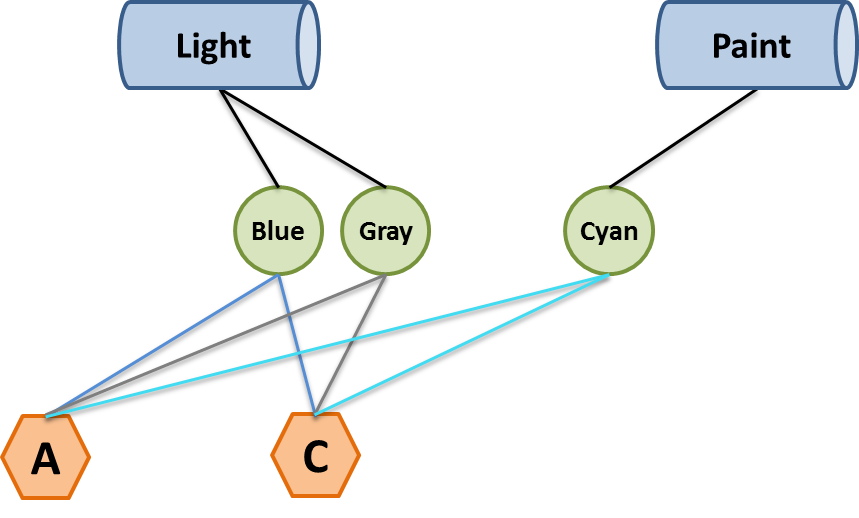 Light
Paint
Blue
Gray
Cyan
A
C